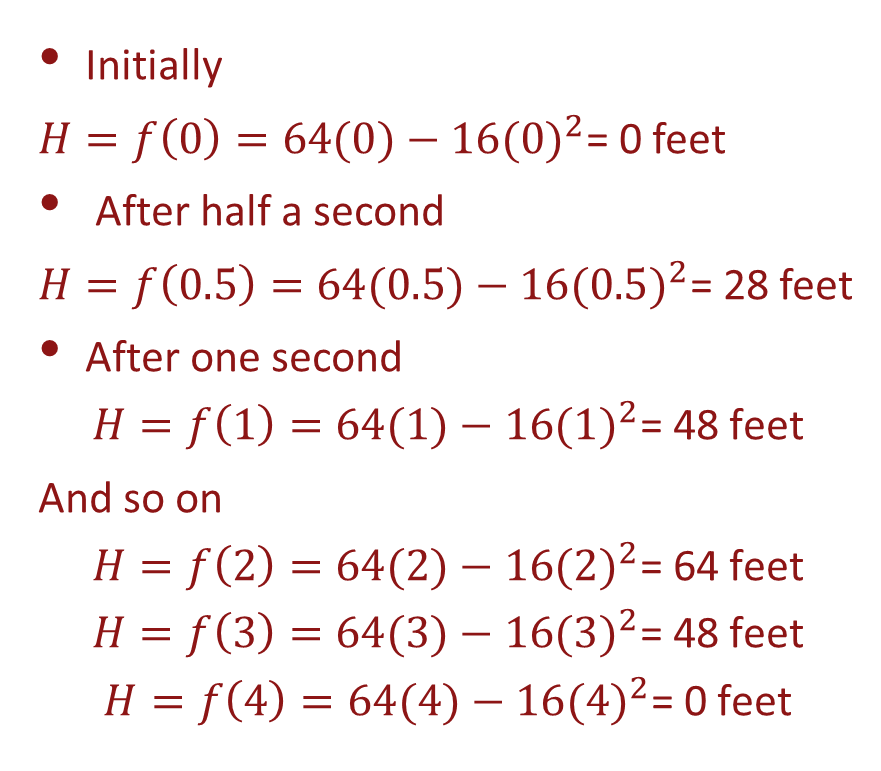 • Initially
H = f(0) = 64(0) − 16(0)²= 0 feet
• After half a second
H = f(0.5) = 64(0.5) − 16(0.5)²= 28 feet
• After one second
H = f(1) = 64(1) − 16(1)²= 48 feet
And so on
H = f(2) = 64(2) − 16(2)²= 64 feet
H = f(3) = 64(3) − 16(3)²= 48 feet
H = f(4) = 64(4) − 16(4)²= 0 feet